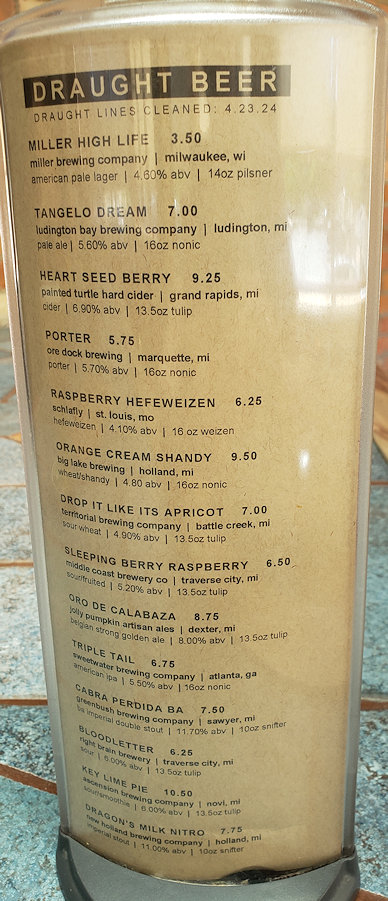 DRAUGHT BEER
DRAUGHT LINES CLEANED: 4.23.24
MILLER HIGH LIFE 3.50
miller brewing company | milwaukee, wi
american pale lager | 4.60% abv | 14oz pilsner
TANGELO DREAM 7.00
ludington bay brewing company | ludington, mi
pale ale | 5.60% abv | 16oz nonic
HEART SEED BERRY 9.25
painted turtle hard cider | grand rapids, mi
cider | 6.90% abv | 13.5oz tulip
PORTER 5.75
ore dock brewing | marquette, mi
porter | 5.70% abv | 16oz nonic
RASPBERRY HEFEWEIZEN 6.25
schlafly | st. louis, mo
hefeweizen | 4.10% abv | 16 oz weizen
ORANGE CREAM SHANDY 9.50
big lake brewing | holland, mi
wheat/shandy | 4.80 abv | 16oz nonic
DROP IT LIKE ITS APRICOT 7.00
territorial brewing company | battle creek, mi
sour wheat | 4.90% abv | 13.5oz tulip
SLEEPING BERRY RASPBERRY 6.50
middle coast brewery co | traverse city, mi
sour/fruited | 5.20% abv | 13.5oz tulip
ORO DE CALABAZA 8.75
jolly pumpkin artisan ales | dexter, mi
belgian strong golden ale | 8.00% abv | 13.5oz tulip
TRIPLE TAIL 6.75
sweetwater brewing company | atlanta, ga
american ipa | 5.50% abv | 16oz nonic
CABRA PERDIDA BA 7.50
greenbush brewing company | sawyer, mi
ba imperial double stout | 11.70% abv | 10oz snifter
BLOODLETTER 6.25
right brain brewery | traverse city, mi
sour | 6.00% abv | 13.5oz tulip
KEY LIME PIE 10.50
ascension brewing company | novi, mi
sour/smoothie | 6.00% abv | 13.5oz tulip
DRAGON'S MILK NITRO 7.75
new holland brewing company | holland, mi
imperial stout | 11.00% abv | 10oz snifter